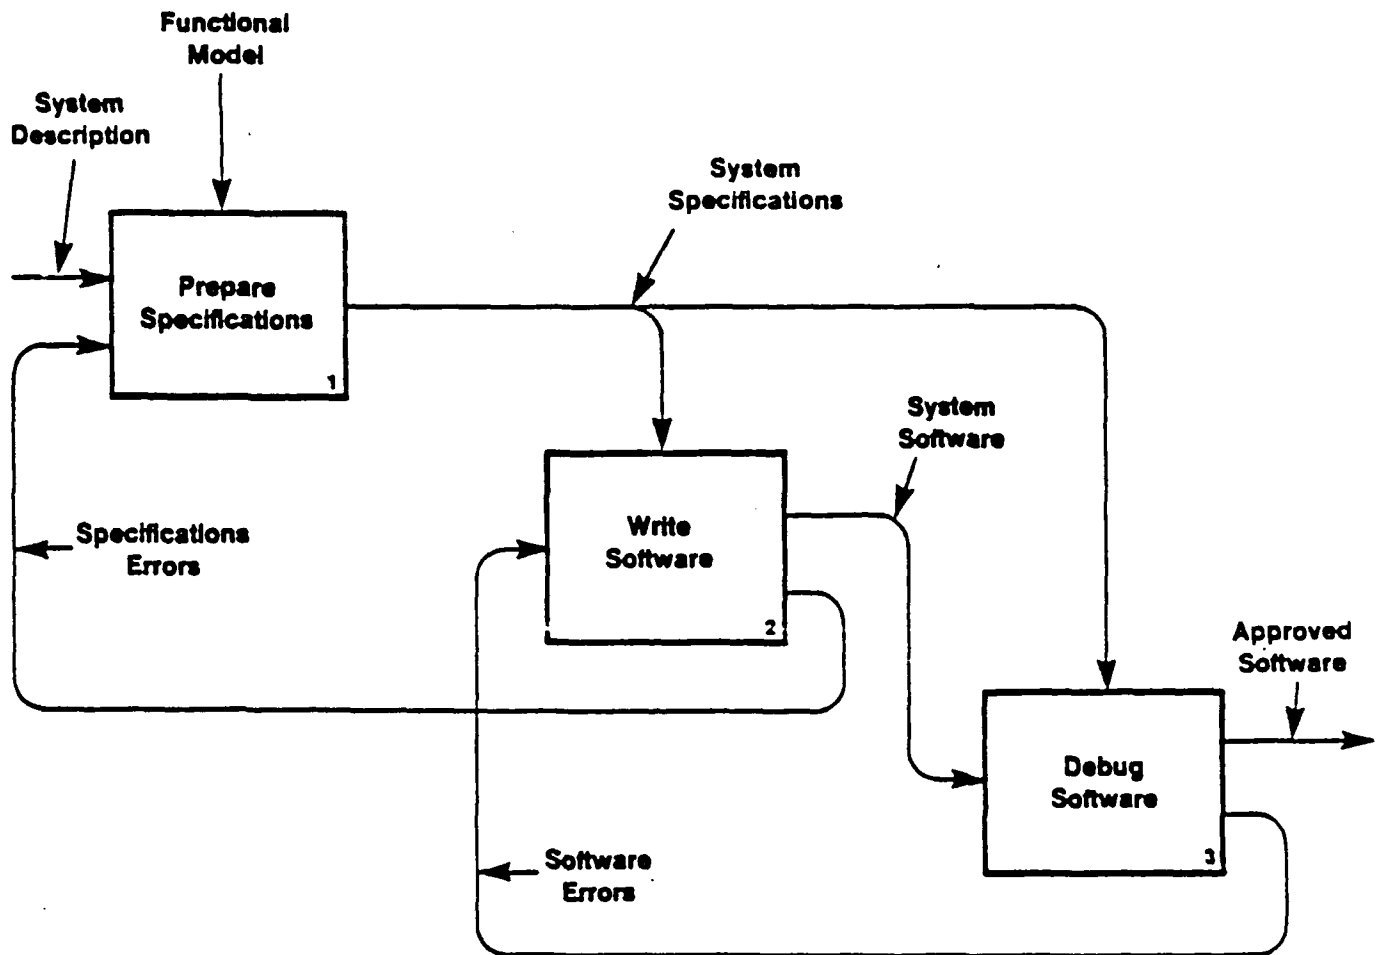 Functional
Model
System
Description
System
Specifications
Prepare
Specifications
1
System
Software
Write
Software
2
Specifications
Errors
Approved
Software
Debug
Software
3
Software
Errors